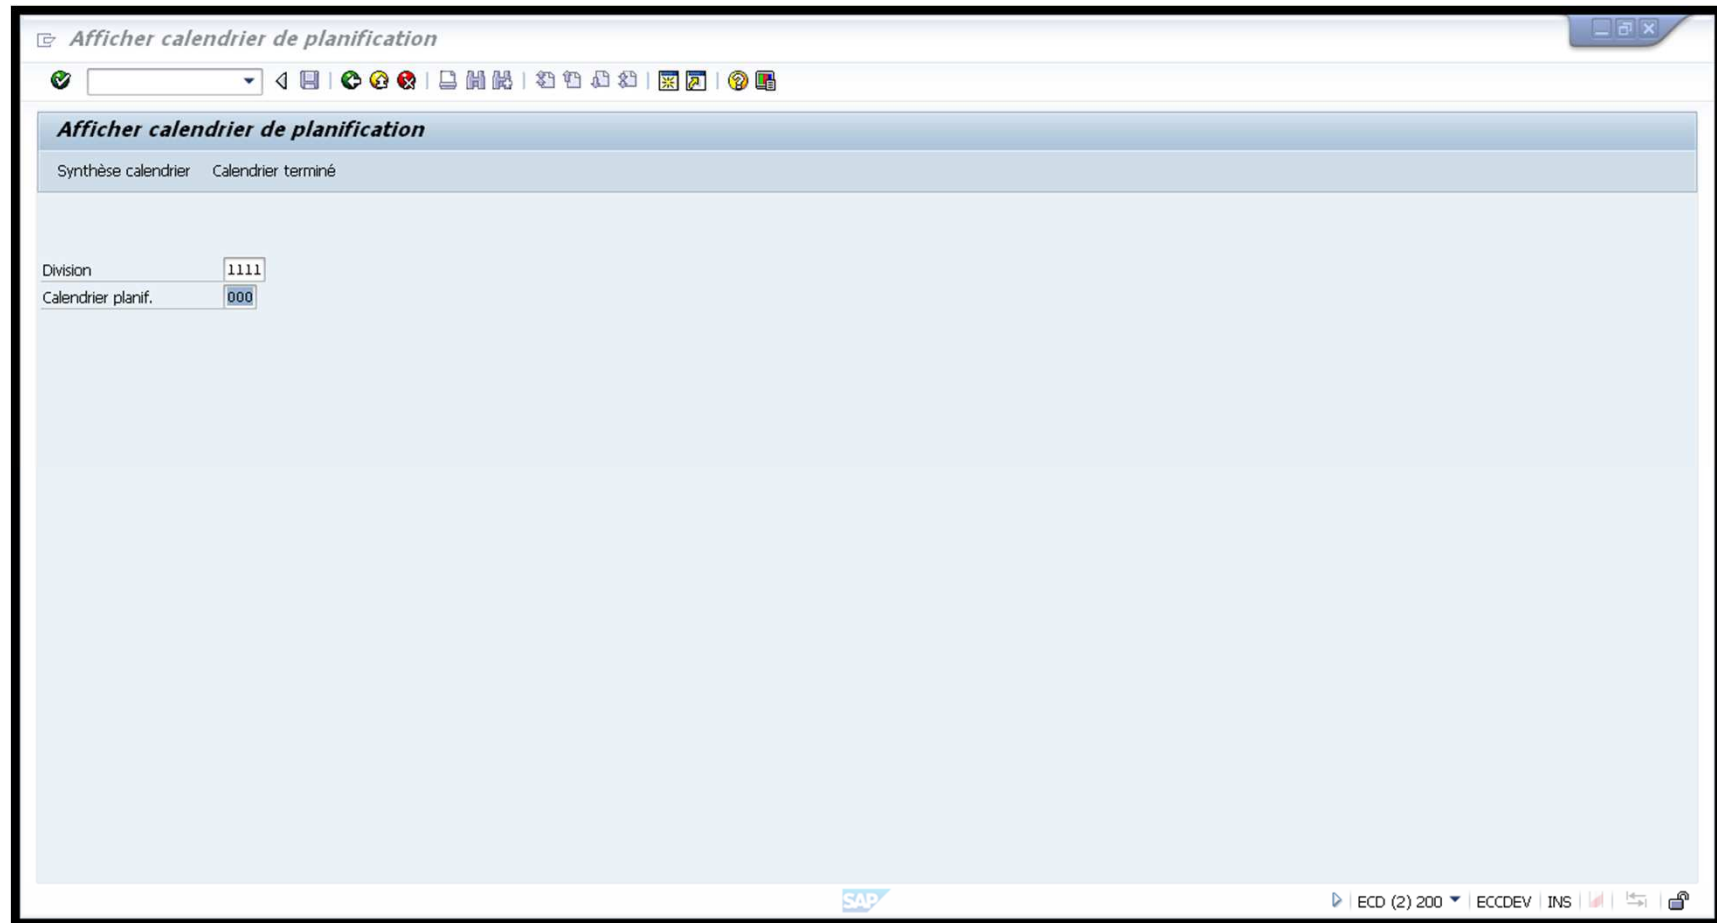 Afficher calendrier de planification
Afficher calendrier de planification
Synthèse calendrier Calendrier terminé
Division 1111
Calendrier planif. 000
SAP ECD (2) 200 ECCDEV INS